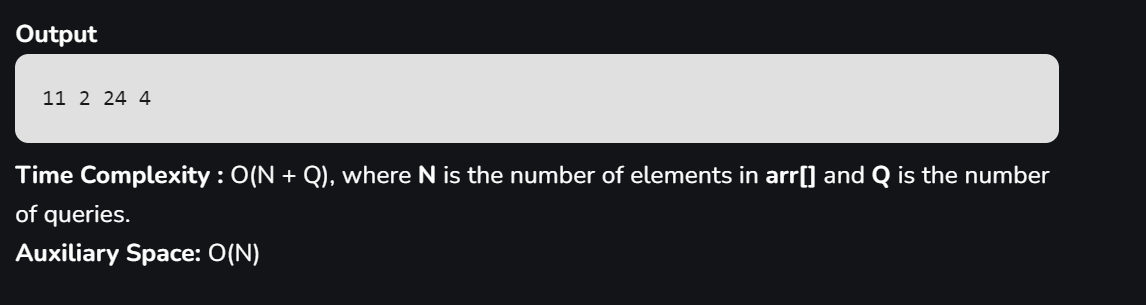 Output
11 2 24 4
Time Complexity : O(N + Q), where N is the number of elements in arr[] and Q is the number
of queries.
Auxiliary Space: O(N)